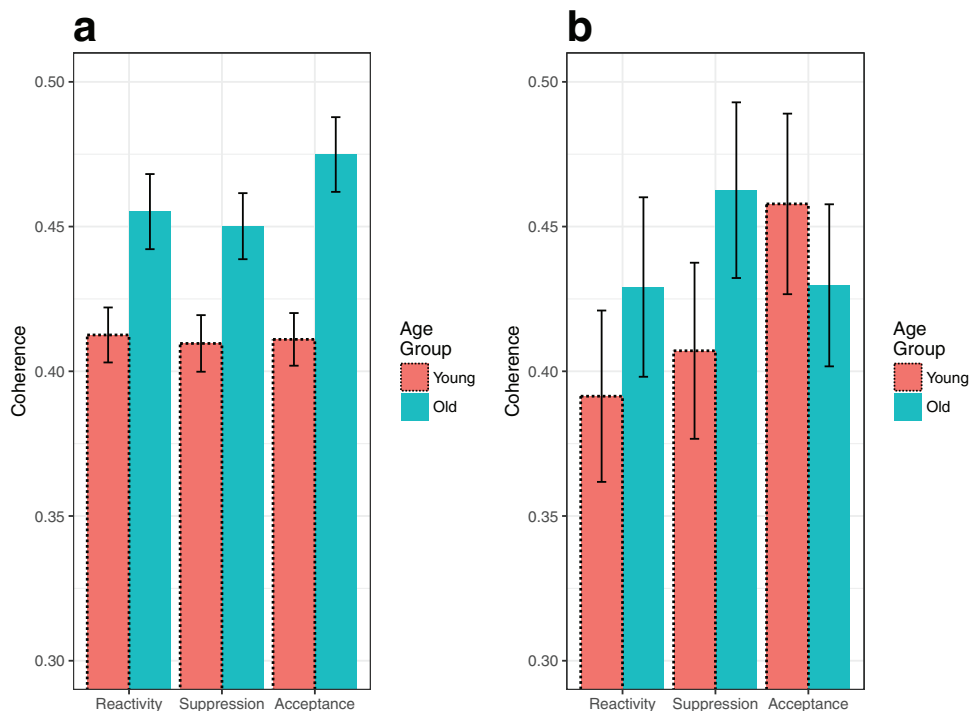 a
0.50
0.45
0.40
0.35
0.30
Coherence
Reactivity Suppression Acceptance
Age
Group
Young
Old
b
0.50
0.45
0.40
0.35
0.30
Coherence
Reactivity Suppression Acceptance
Age
Group
Young
Old